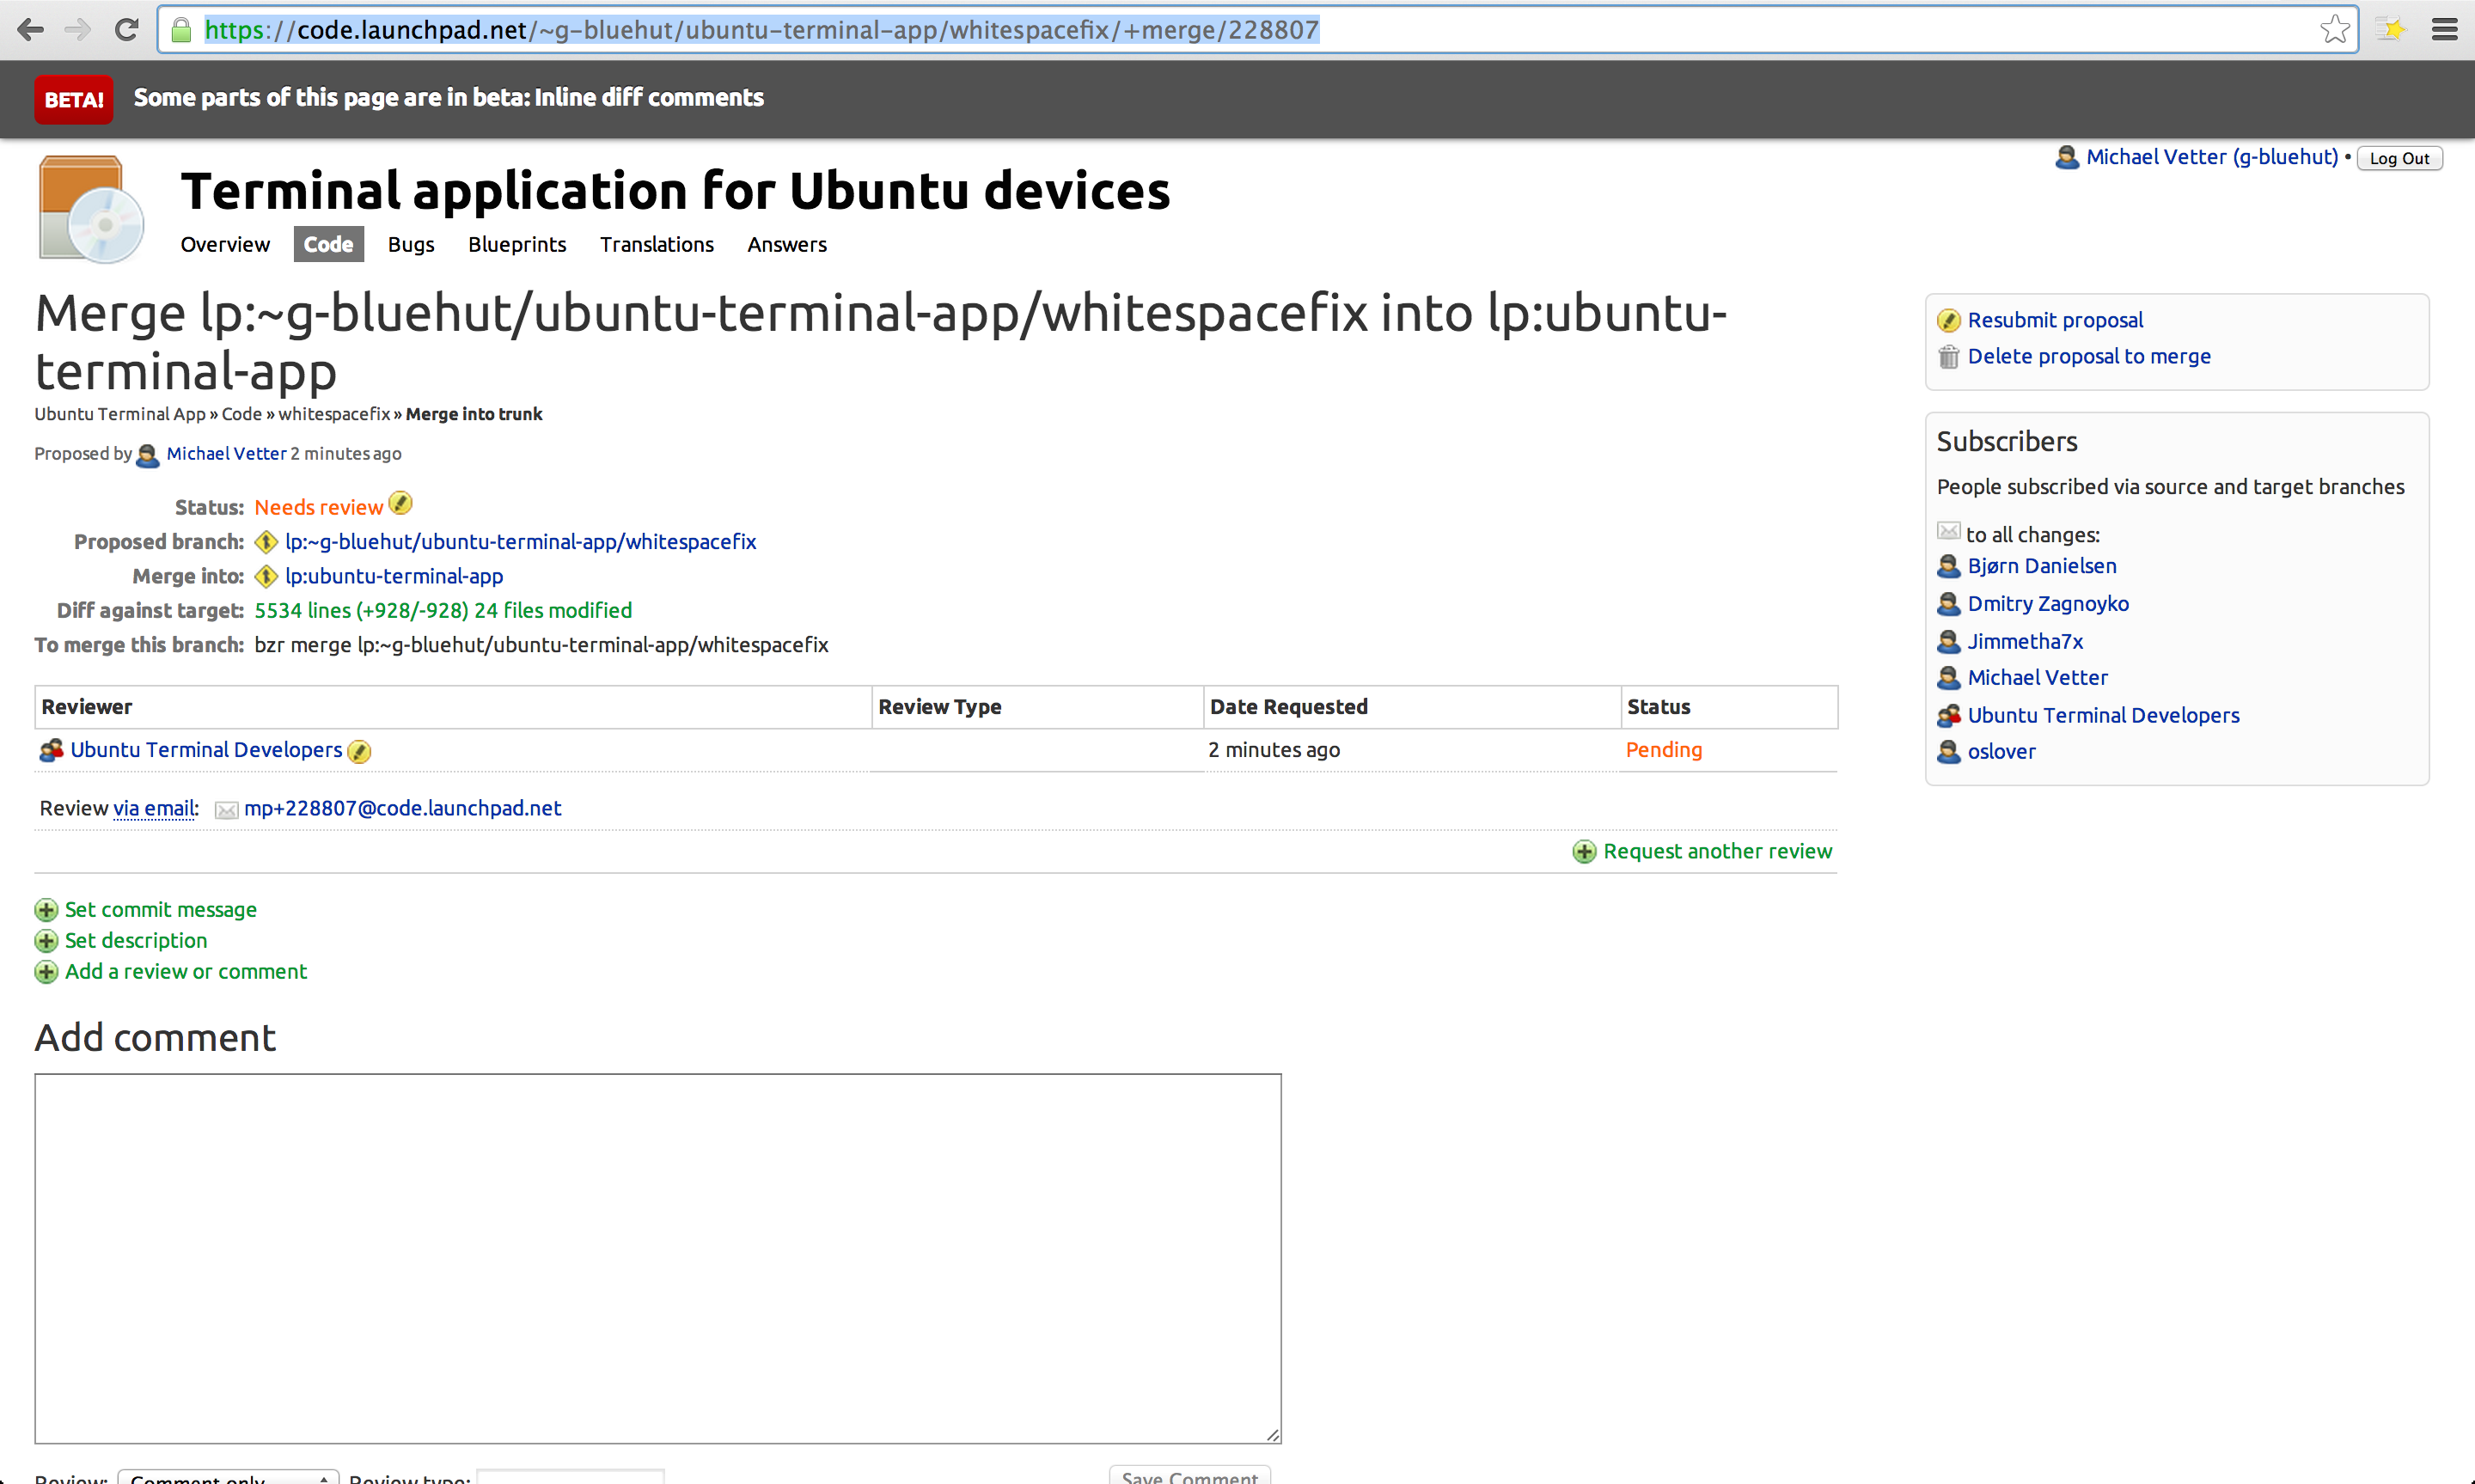 https://code.launchpad.net/~g-bluehut/ubuntu-terminal-app/whitespacefix/+merge/228807
BETA! Some parts of this page are in beta: Inline diff comments
Michael Vetter (g-bluehut) • Log Out
Terminal application for Ubuntu devices
Overview Code Bugs Blueprints Translations Answers
Merge lp:~g-bluehut/ubuntu-terminal-app/whitespacefix into lp:ubuntu-
terminal-app
Ubuntu Terminal App » Code » whitespacefix » Merge into trunk
Proposed by Michael Vetter 2 minutes ago
Status: Needs review
Proposed branch: lp:~g-bluehut/ubuntu-terminal-app/whitespacefix
Merge into: lp:ubuntu-terminal-app
Diff against target: 5534 lines (+928/-928) 24 files modified
To merge this branch: bzr merge lp:~g-bluehut/ubuntu-terminal-app/whitespacefix
Reviewer Review Type Date Requested Status
Ubuntu Terminal Developers 2 minutes ago Pending
Review via email: mp+228807@code.launchpad.net
Request another review
Set commit message
Set description
Add a review or comment
Add comment
Review: Comment only Review type: Save Comment
Resubmit proposal
Delete proposal to merge
Subscribers
People subscribed via source and target branches
to all changes:
Bjørn Danielsen
Dmitry Zagnoyko
Jimmetha7x
Michael Vetter
Ubuntu Terminal Developers
oslover